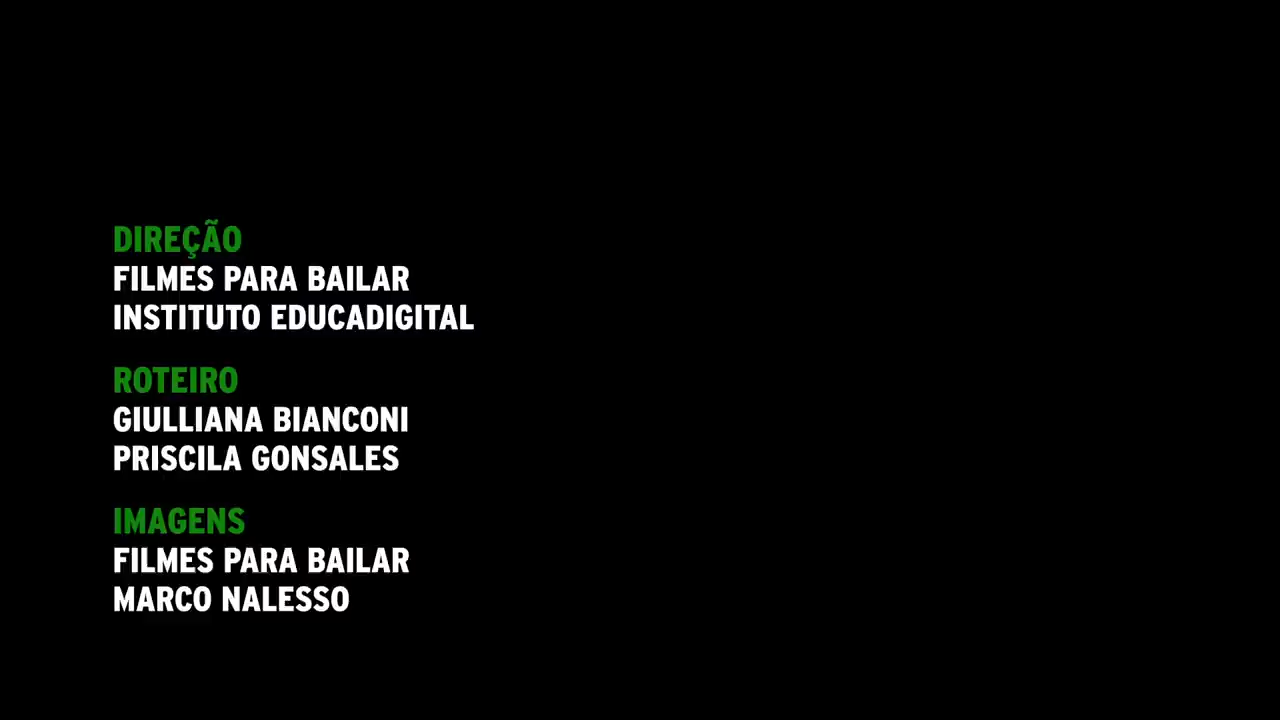 DIREÇÃO
FILMES PARA BAILAR
INSTITUTO EDUCADIGITAL
ROTEIRO
GIULLIANA BIANCONI
PRISCILA GONSALES
IMAGENS
FILMES PARA BAILAR
MARCO NALESSO